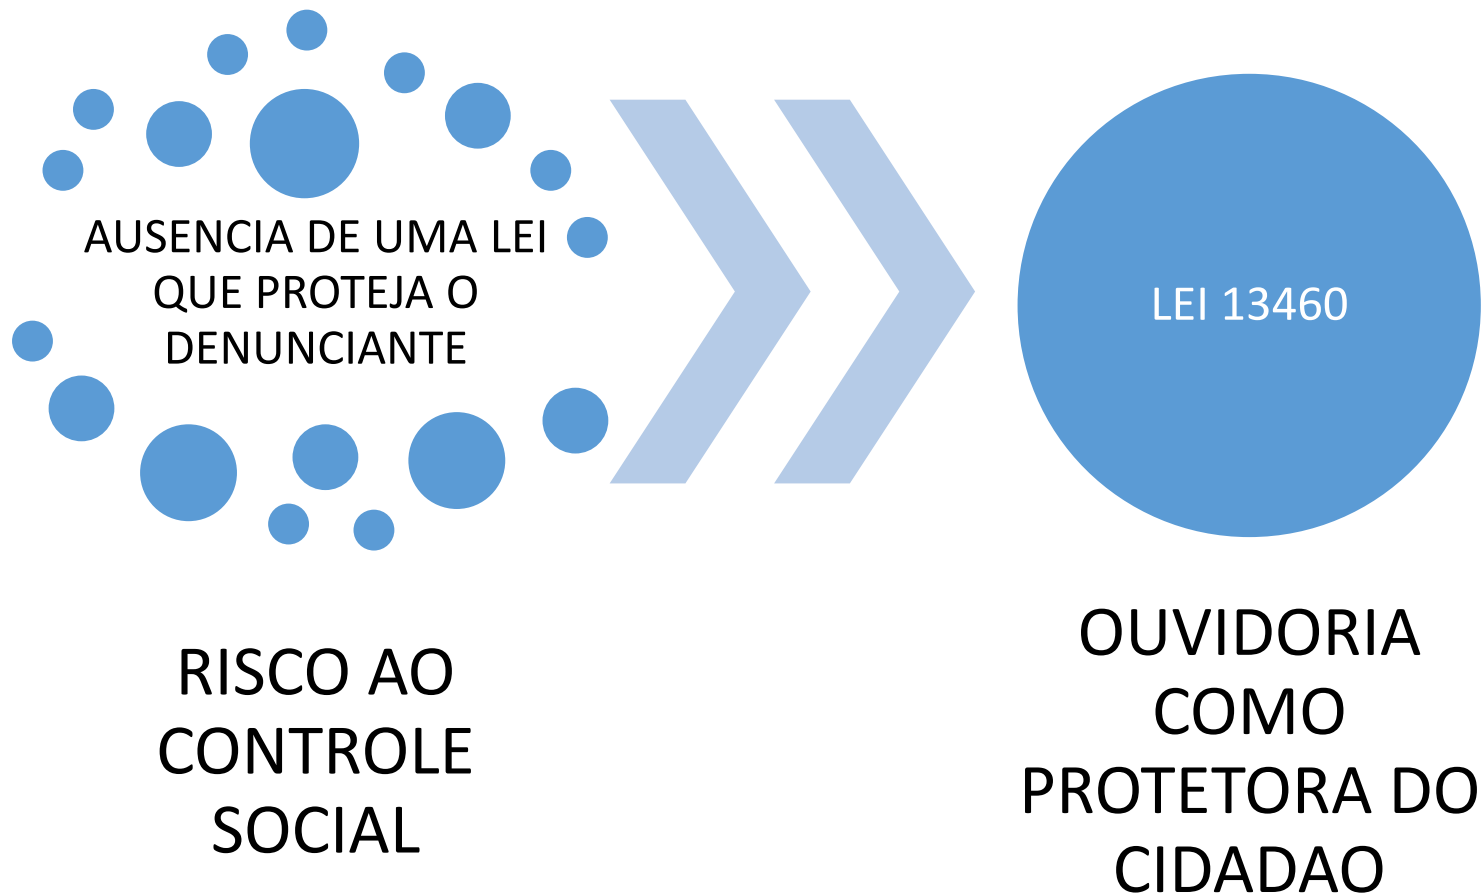 AUSENCIA DE UMA LEI
QUE PROTEJA O
DENUNCIANTE
RISCO AO
CONTROLE
SOCIAL
LEI 13460
OUVIDORIA
COMO
PROTETORA DO
CIDADAO